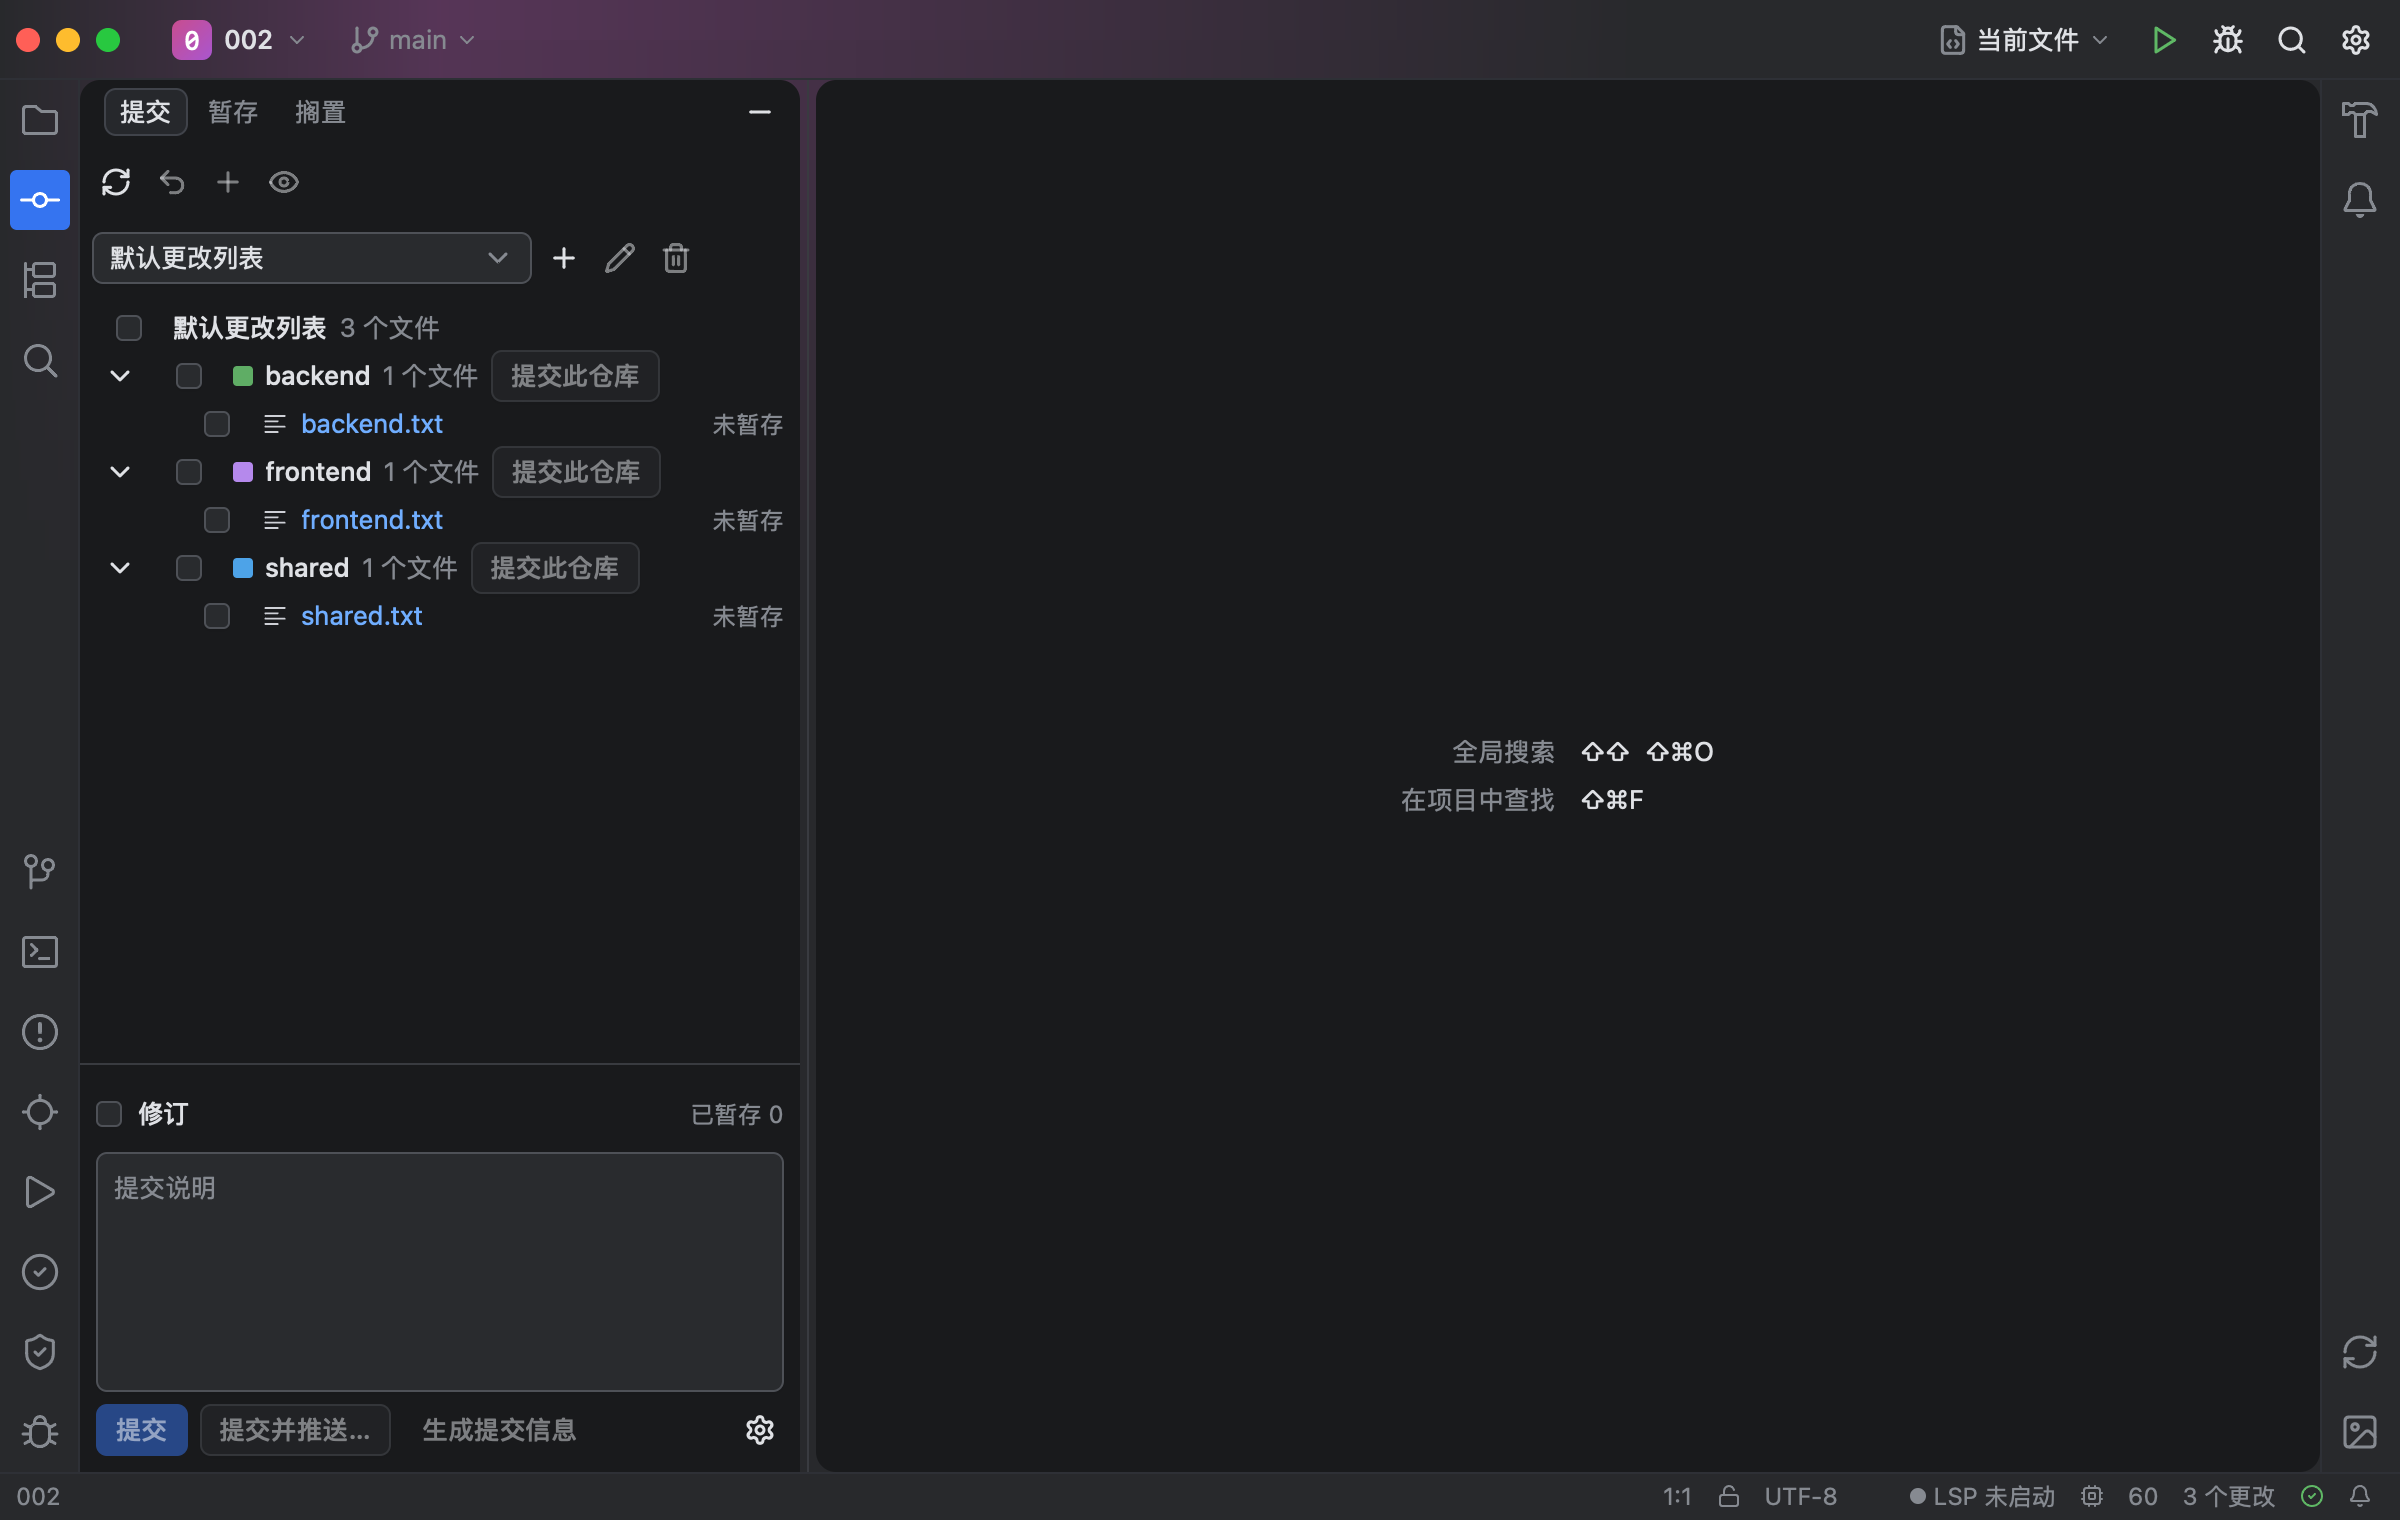 0 002 main 当前文件
提交 暂存 搁置
默认更改列表
默认更改列表 3 个文件
backend 1 个文件 提交此仓库
backend.txt 未暂存
frontend 1 个文件 提交此仓库
frontend.txt 未暂存
shared 1 个文件 提交此仓库
shared.txt 未暂存
全局搜索 ⇧⇧ ⇧⌘O
在项目中查找 ⇧⌘F
修订 已暂存 0
提交说明
提交 提交并推送... 生成提交信息
002 1:1 UTF-8 LSP 未启动 60 3 个更改